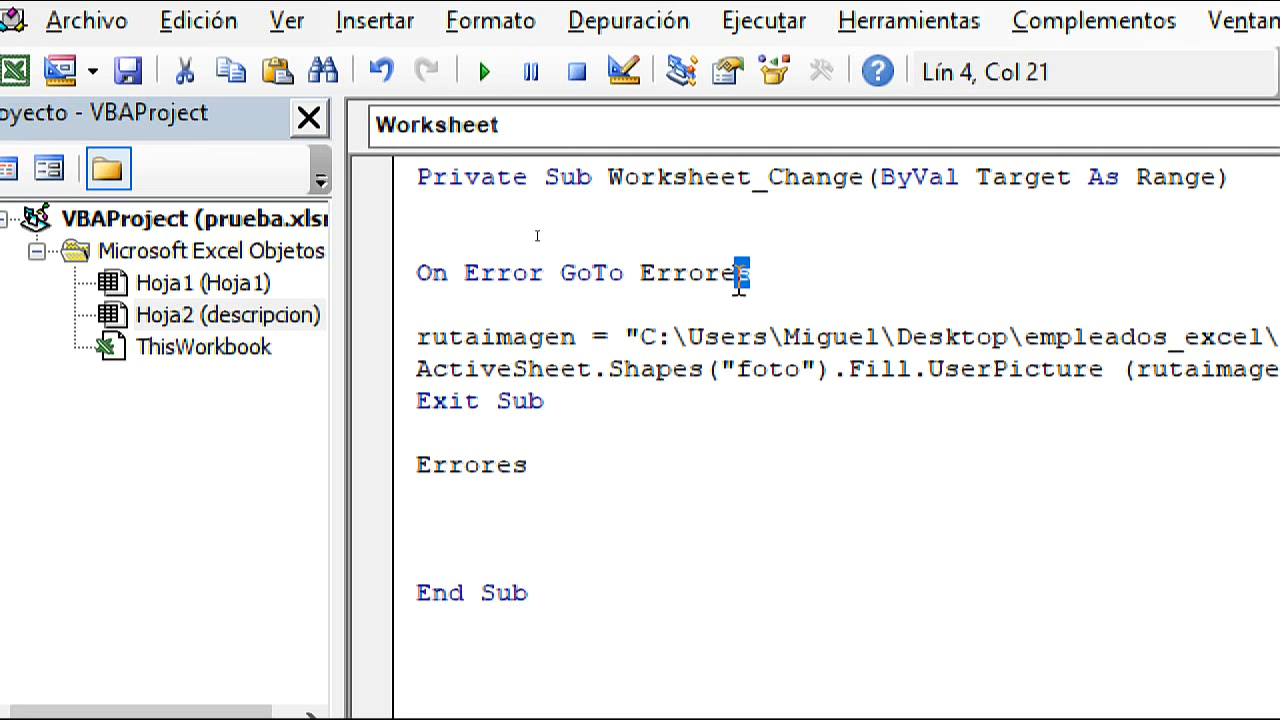 Archivo Edición Ver Insertar Formato Depuración Ejecutar Herramientas Complementos Ventan
Lín 4, Col 21
oyecto - VBAProject
Worksheet
VBAProject (prueba.xlsr
Microsoft Excel Objetos
Hoja1 (Hoja1)
Hoja2 (descripcion)
ThisWorkbook
Private Sub Worksheet_Change(ByVal Target As Range)
On Error GoTo Errores
rutaimagen = "C:\Users\Miguel\Desktop\empleados_excel\
ActiveSheet.Shapes("foto").Fill.UserPicture (rutaimage
Exit Sub
Errores
End Sub